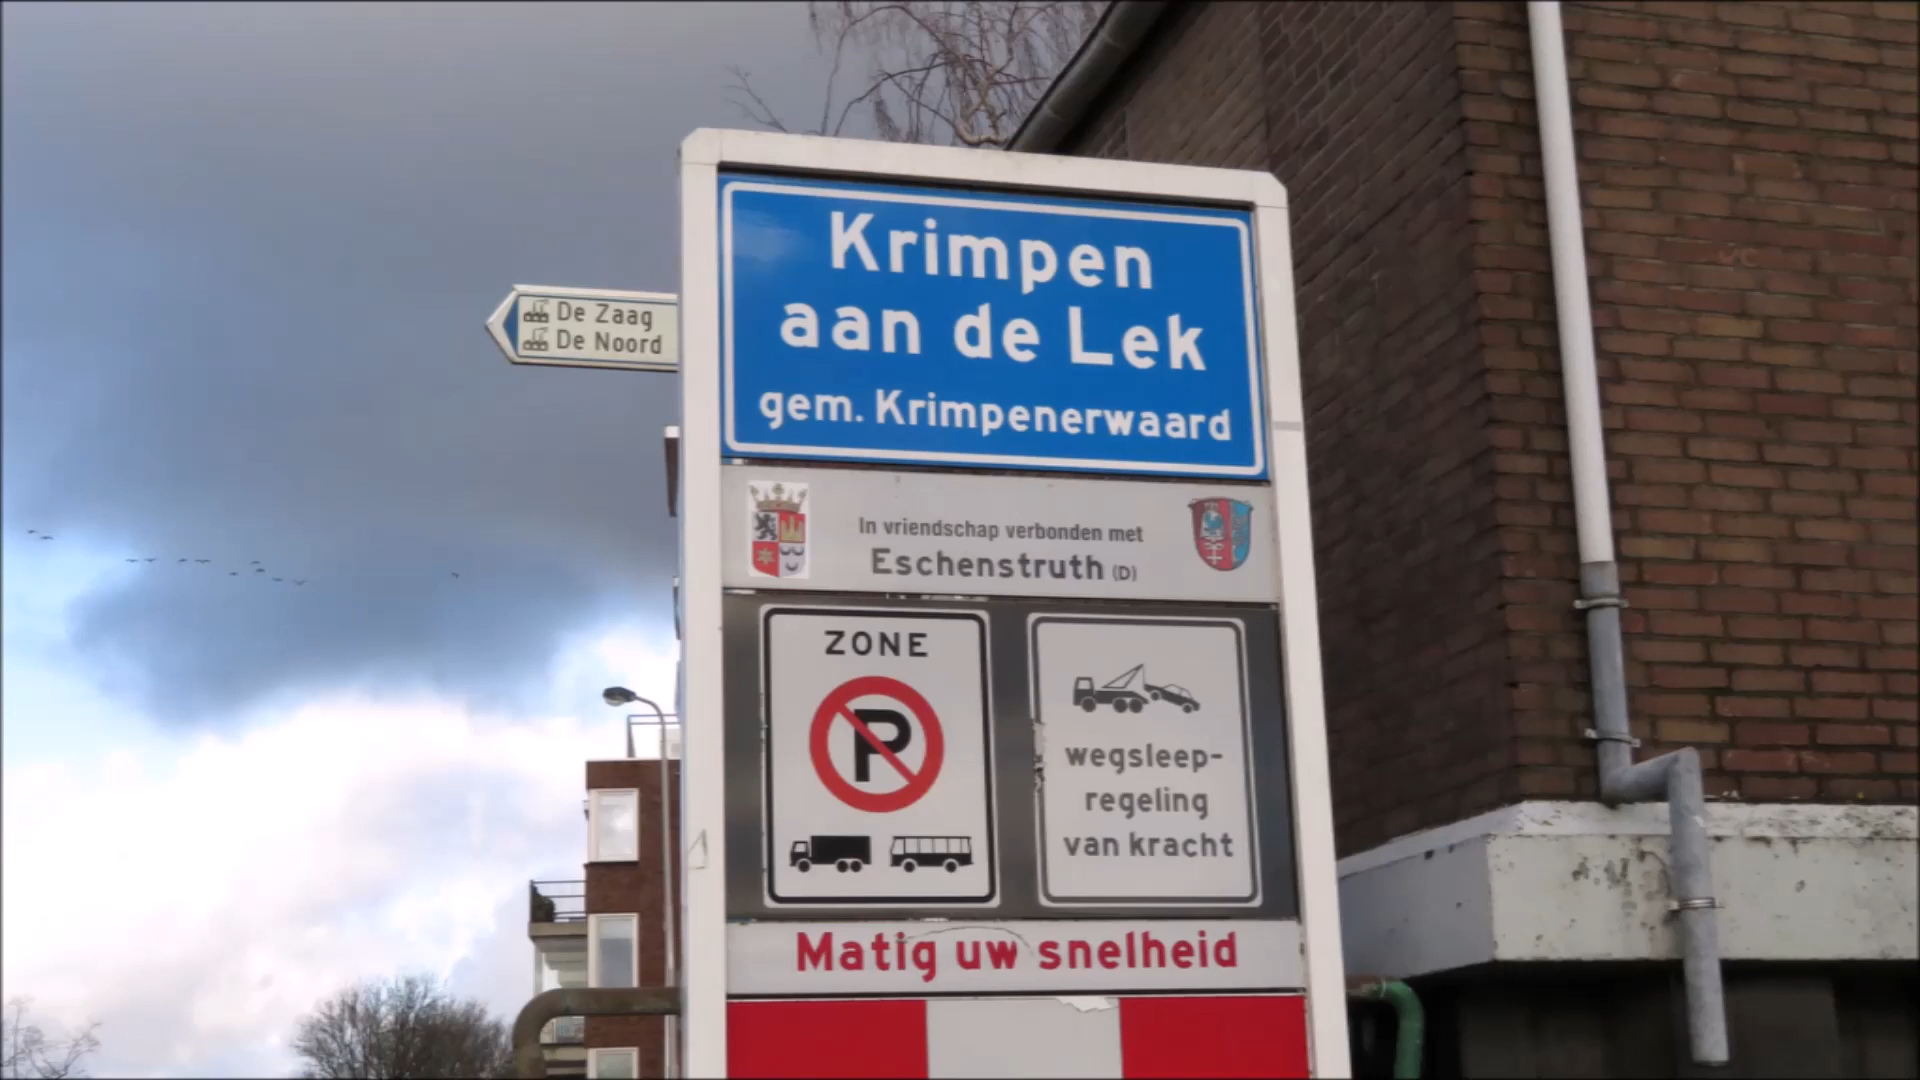 Krimpen
aan de Lek
gem. Krimpenerwaard
De Zaag
De Noord
In vriendschap verbonden met
Eschenstruth (D)
ZONE
P
wegsleep-
regeling
van kracht
Matig uw snelheid